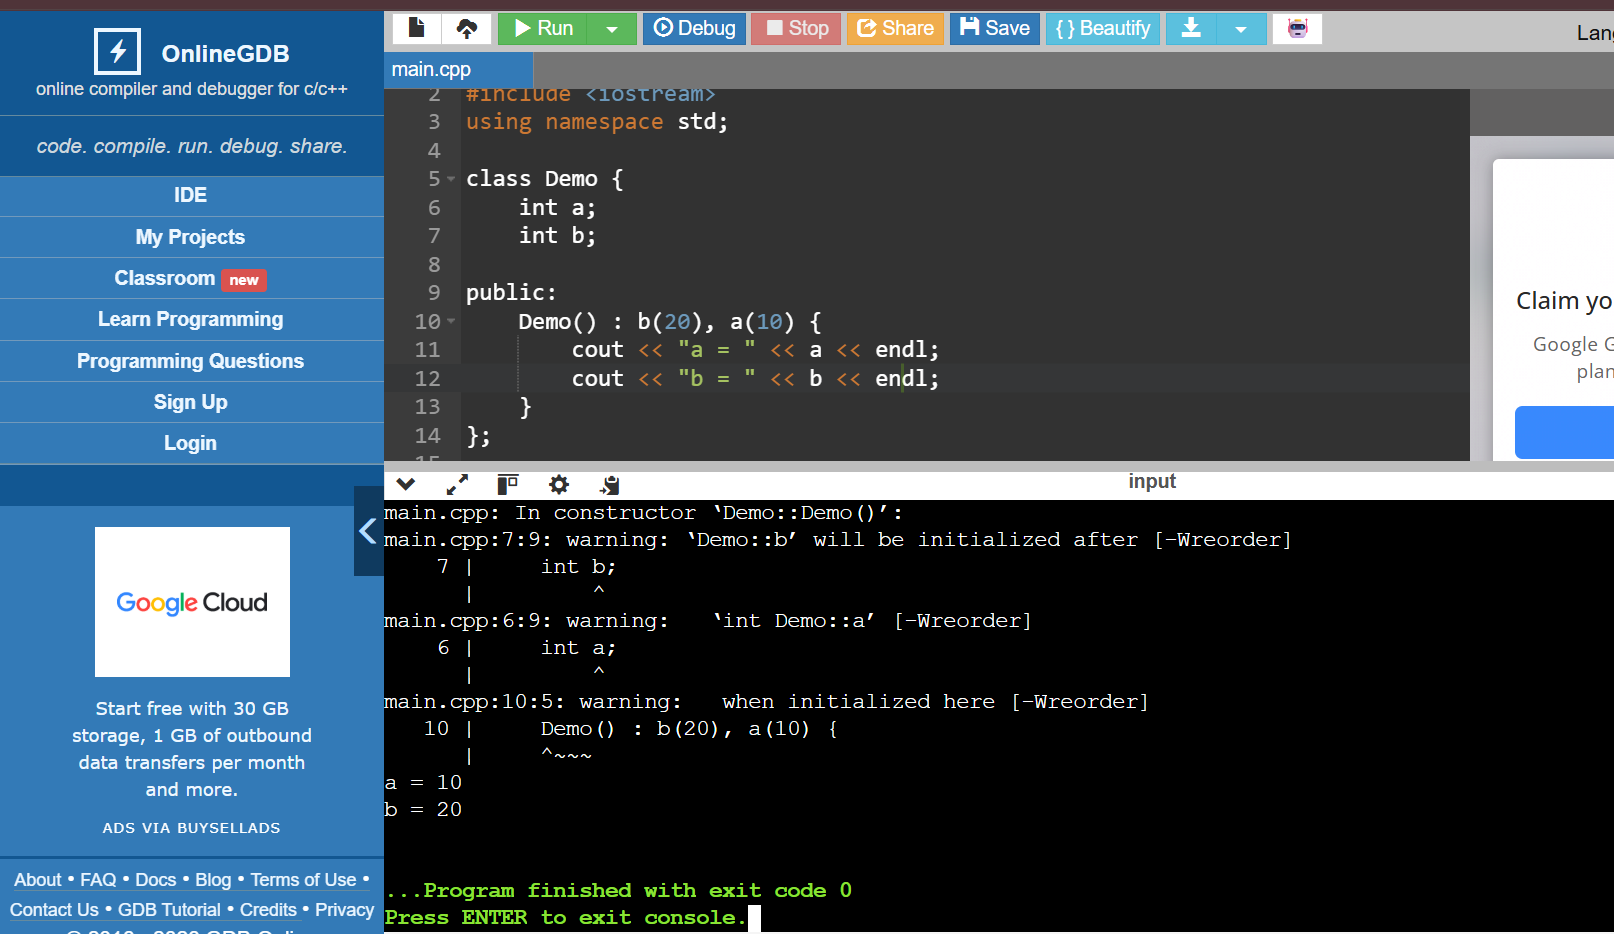 OnlineGDB
online compiler and debugger for c/c++
code. compile. run. debug. share.
IDE
My Projects
Classroom new
Learn Programming
Programming Questions
Sign Up
Login
Google Cloud
Start free with 30 GB
storage, 1 GB of outbound
data transfers per month
and more.
ADS VIA BUYSELLADS
About • FAQ • Docs • Blog • Terms of Use •
Contact Us • GDB Tutorial • Credits • Privacy
Run Debug Stop Share Save { } Beautify
Lang
main.cpp
2 #include <iostream>
3 using namespace std;
4
5 class Demo {
6 int a;
7 int b;
8
9 public:
10 Demo() : b(20), a(10) {
11 cout << "a = " << a << endl;
12 cout << "b = " << b << endl;
13 }
14 };
15
Claim yo
Google
plan
input
main.cpp: In constructor ‘Demo::Demo()’:
main.cpp:7:9: warning: ‘Demo::b’ will be initialized after [-Wreorder]
7 | int b;
| ^
main.cpp:6:9: warning: ‘int Demo::a’ [-Wreorder]
6 | int a;
| ^
main.cpp:10:5: warning: when initialized here [-Wreorder]
10 | Demo() : b(20), a(10) {
| ^~~~
a = 10
b = 20
...Program finished with exit code 0
Press ENTER to exit console.